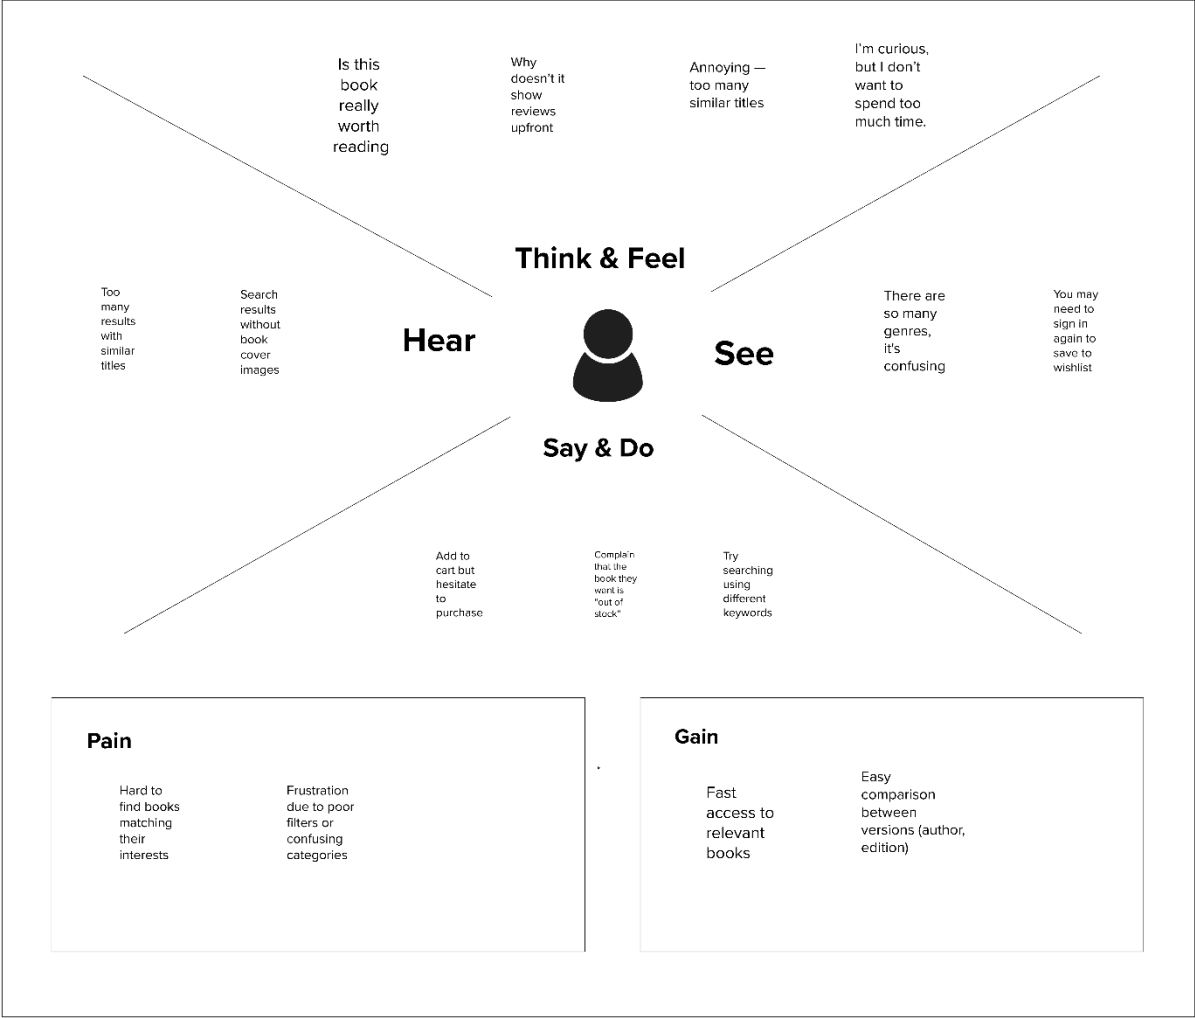 Is this
book
really
worth
reading
Why
doesn't it
show
reviews
upfront
Annoying —
too many
similar titles
I'm curious,
but I don't
want to
spend too
much time.
Think & Feel
Too
many
results
with
similar
titles
Search
results
without
book
cover
images
Hear
See
There are
so many
genres,
it's
confusing
You may
need to
sign in
again to
save to
wishlist
Say & Do
Add to
cart but
hesitate
to
purchase
Complain
that the
book they
want is
"out of
stock"
Try
searching
using
different
keywords
Pain
Hard to
find books
matching
their
interests
Frustration
due to poor
filters or
confusing
categories
Gain
Fast
access to
relevant
books
Easy
comparison
between
versions (author,
edition)